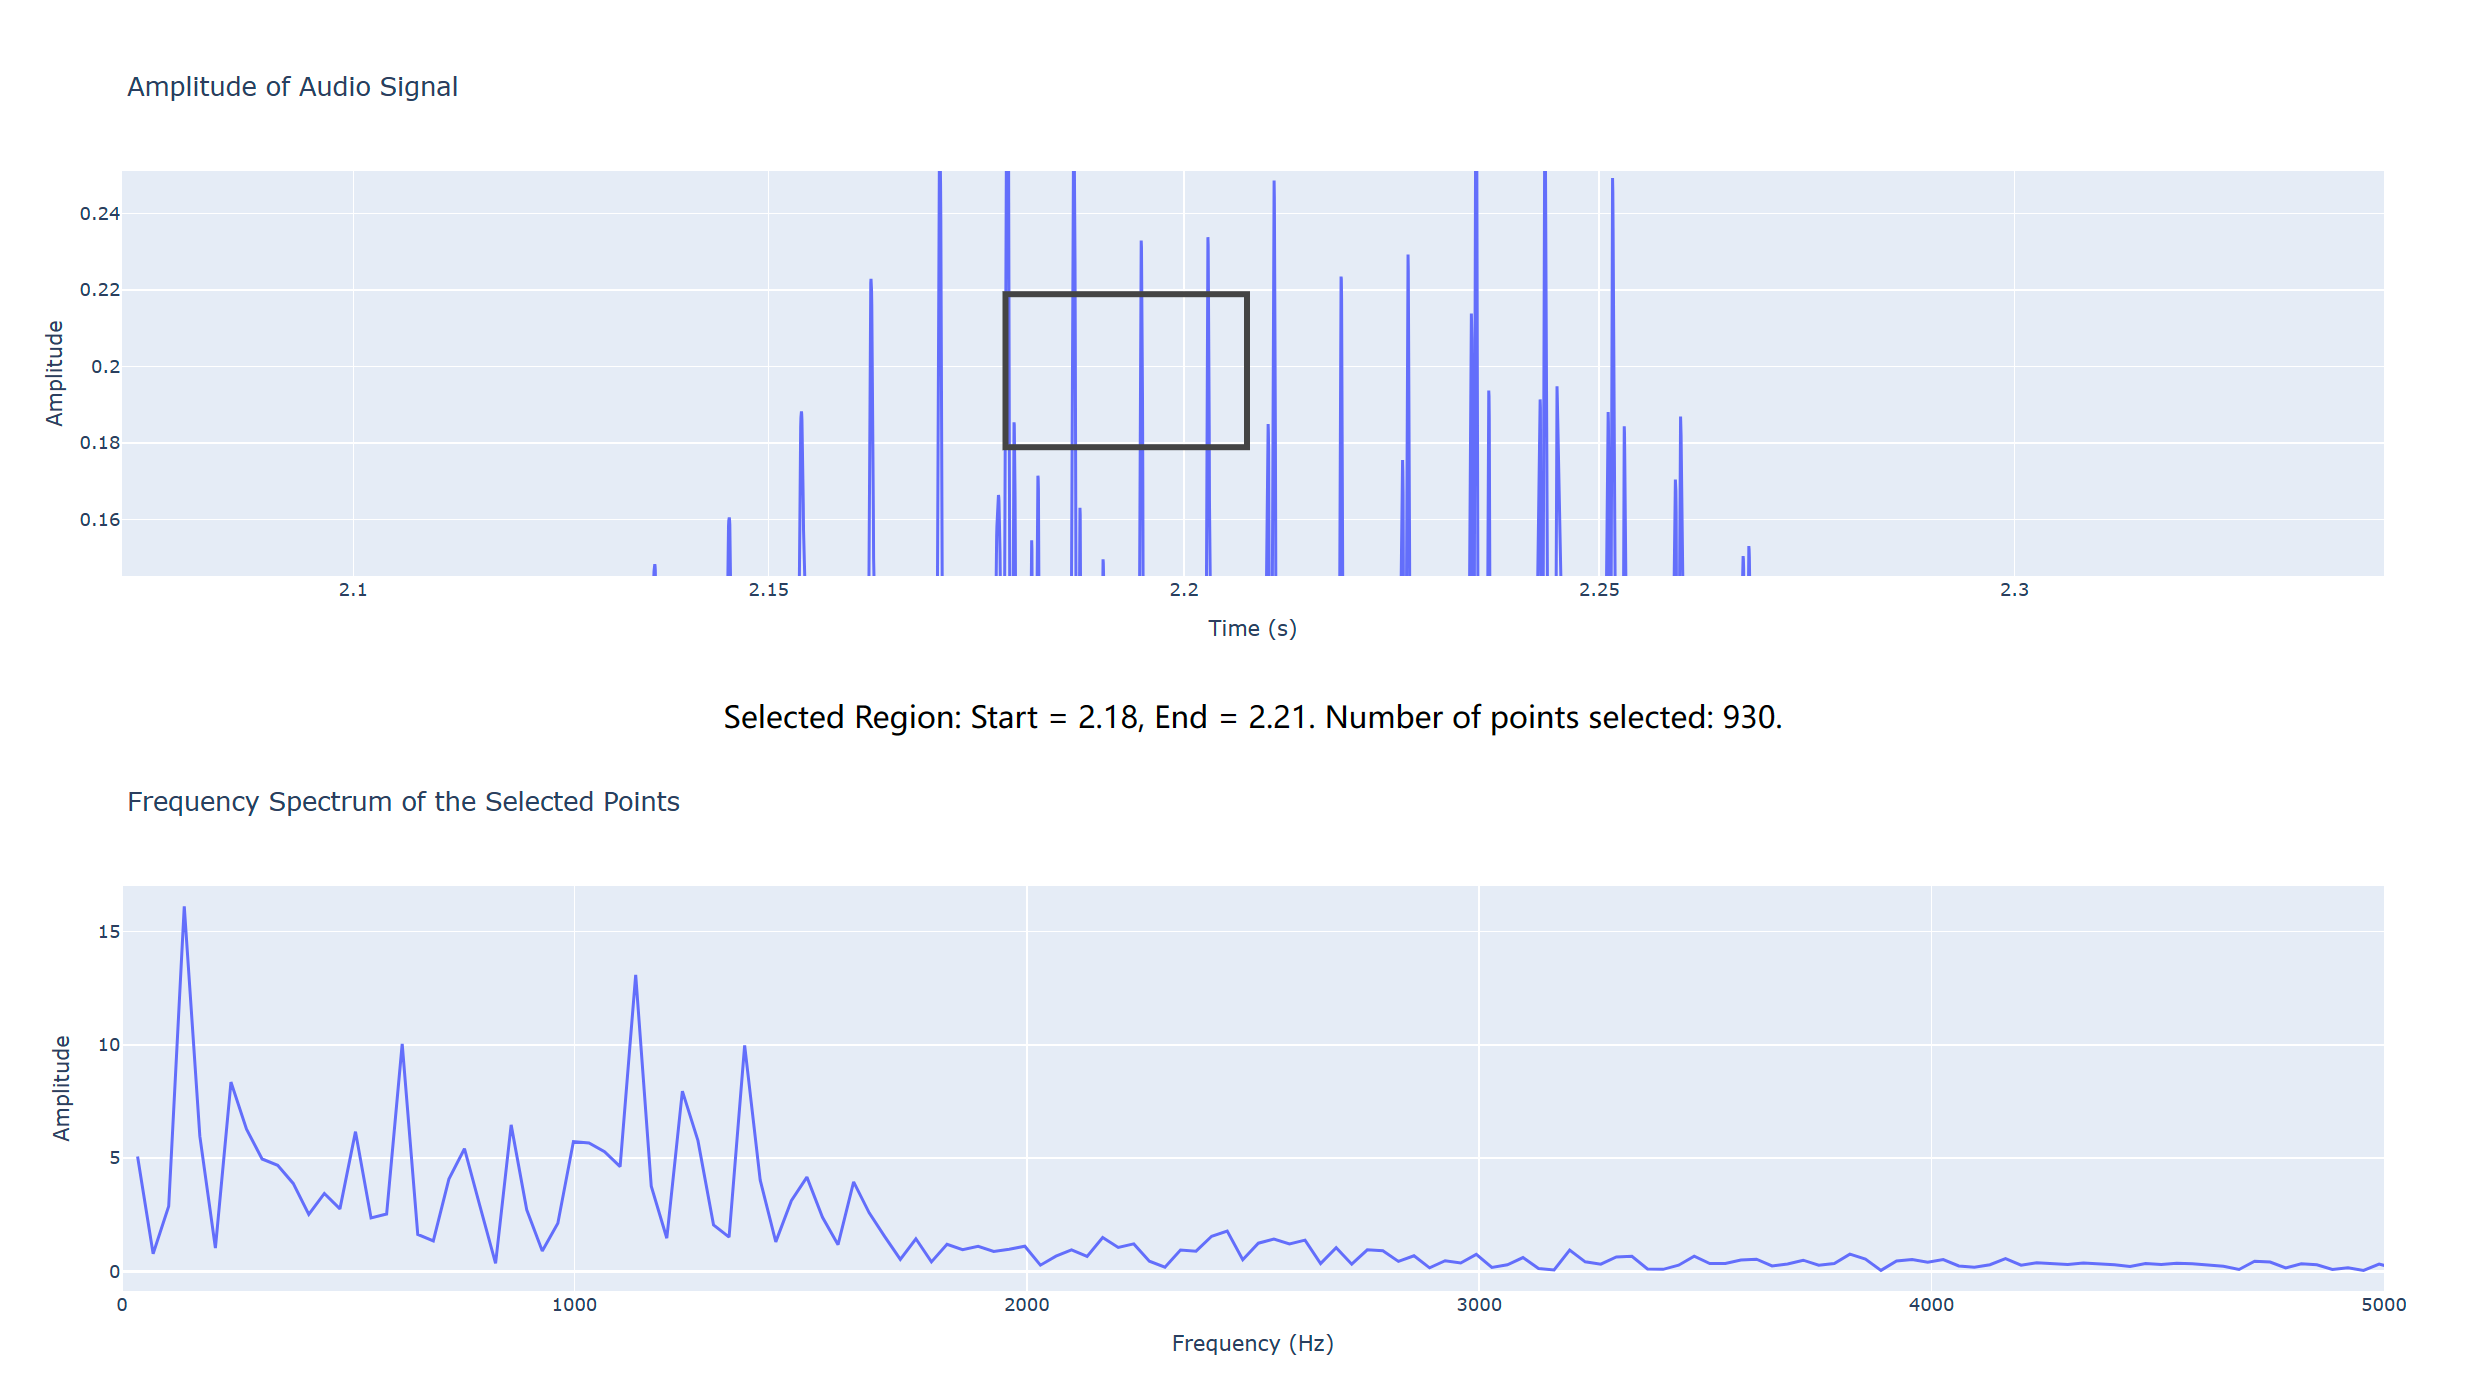 Amplitude of Audio Signal
0.24
0.22
0.2
0.18
0.16
Amplitude
2.1 2.15 2.2 2.25 2.3
Time (s)
Selected Region: Start = 2.18, End = 2.21. Number of points selected: 930.
Frequency Spectrum of the Selected Points
15
10
5
0
Amplitude
0 1000 2000 3000 4000 5000
Frequency (Hz)